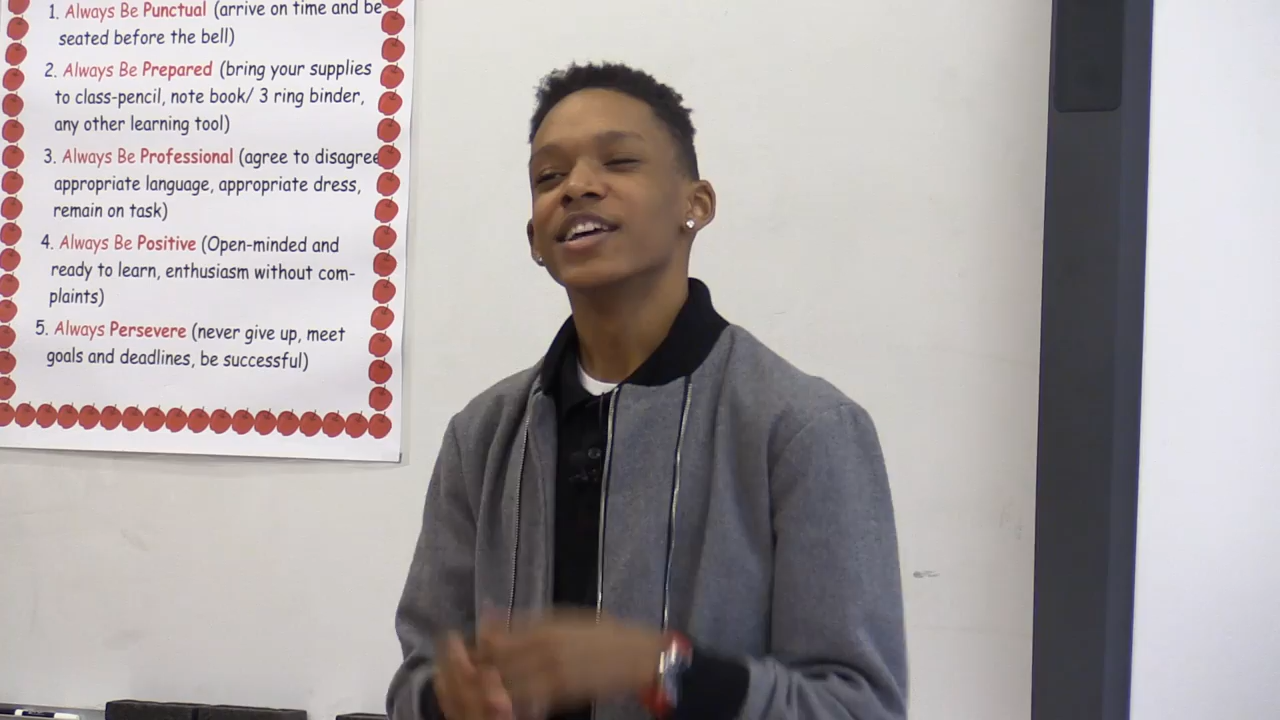 1. Always Be Punctual (arrive on time and be
seated before the bell)
2. Always Be Prepared (bring your supplies
to class-pencil, note book/ 3 ring binder,
any other learning tool)
3. Always Be Professional (agree to disagree
appropriate language, appropriate dress,
remain on task)
4. Always Be Positive (Open-minded and
ready to learn, enthusiasm without com-
plaints)
5. Always Persevere (never give up, meet
goals and deadlines, be successful)